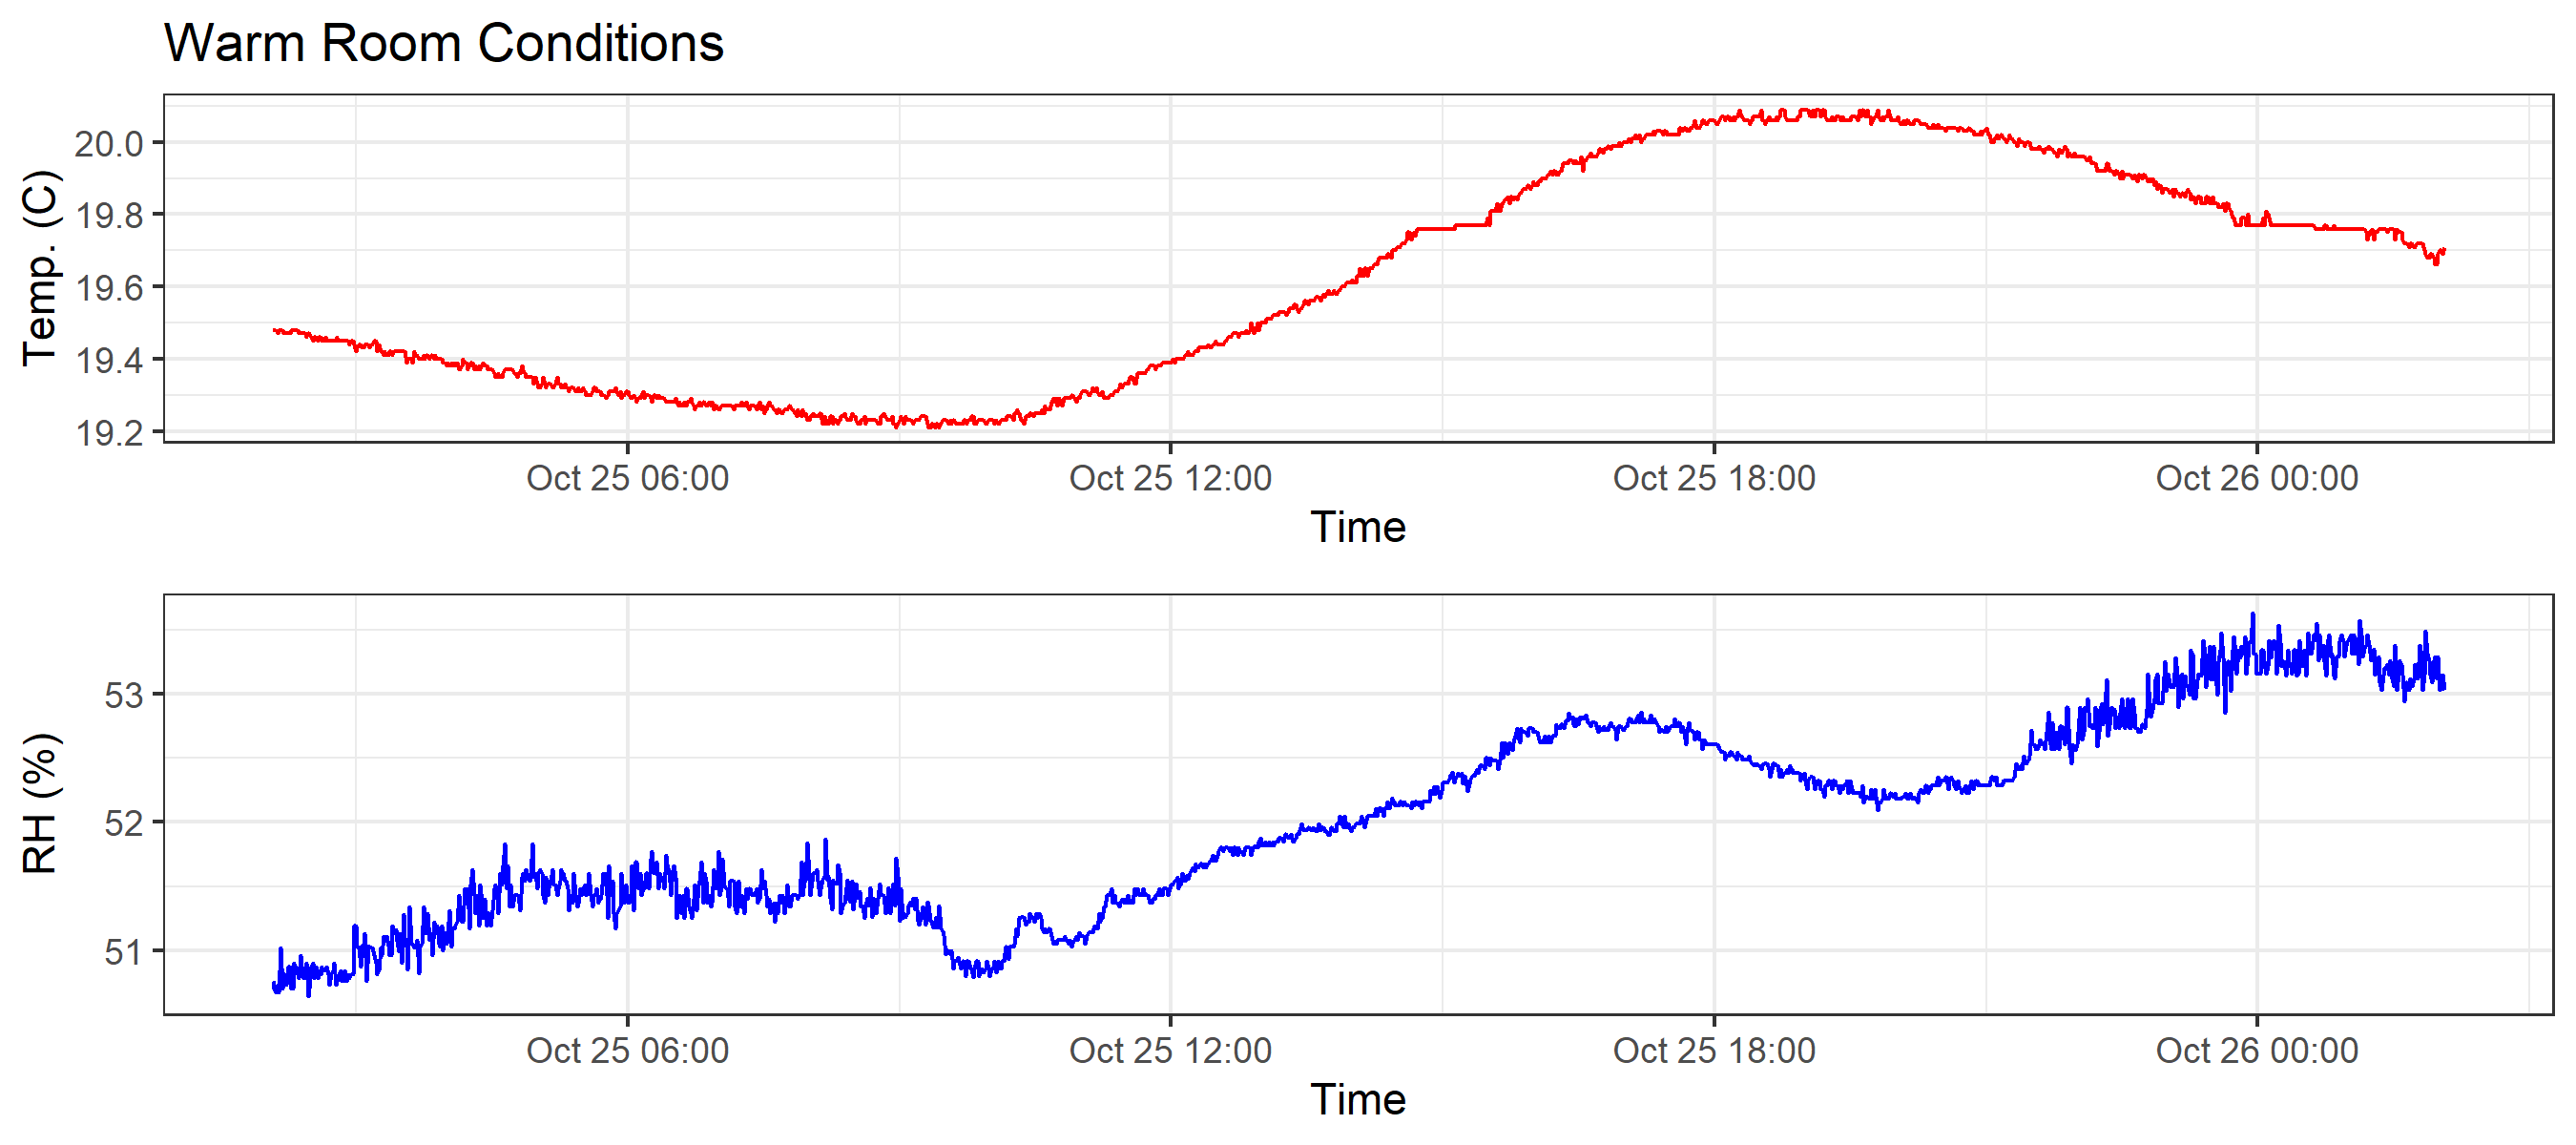 Warm Room Conditions
Temp. (C)
20.0
19.8
19.6
19.4
19.2
Oct 25 06:00 Oct 25 12:00 Oct 25 18:00 Oct 26 00:00
Time
RH (%)
53
52
51
Oct 25 06:00 Oct 25 12:00 Oct 25 18:00 Oct 26 00:00
Time